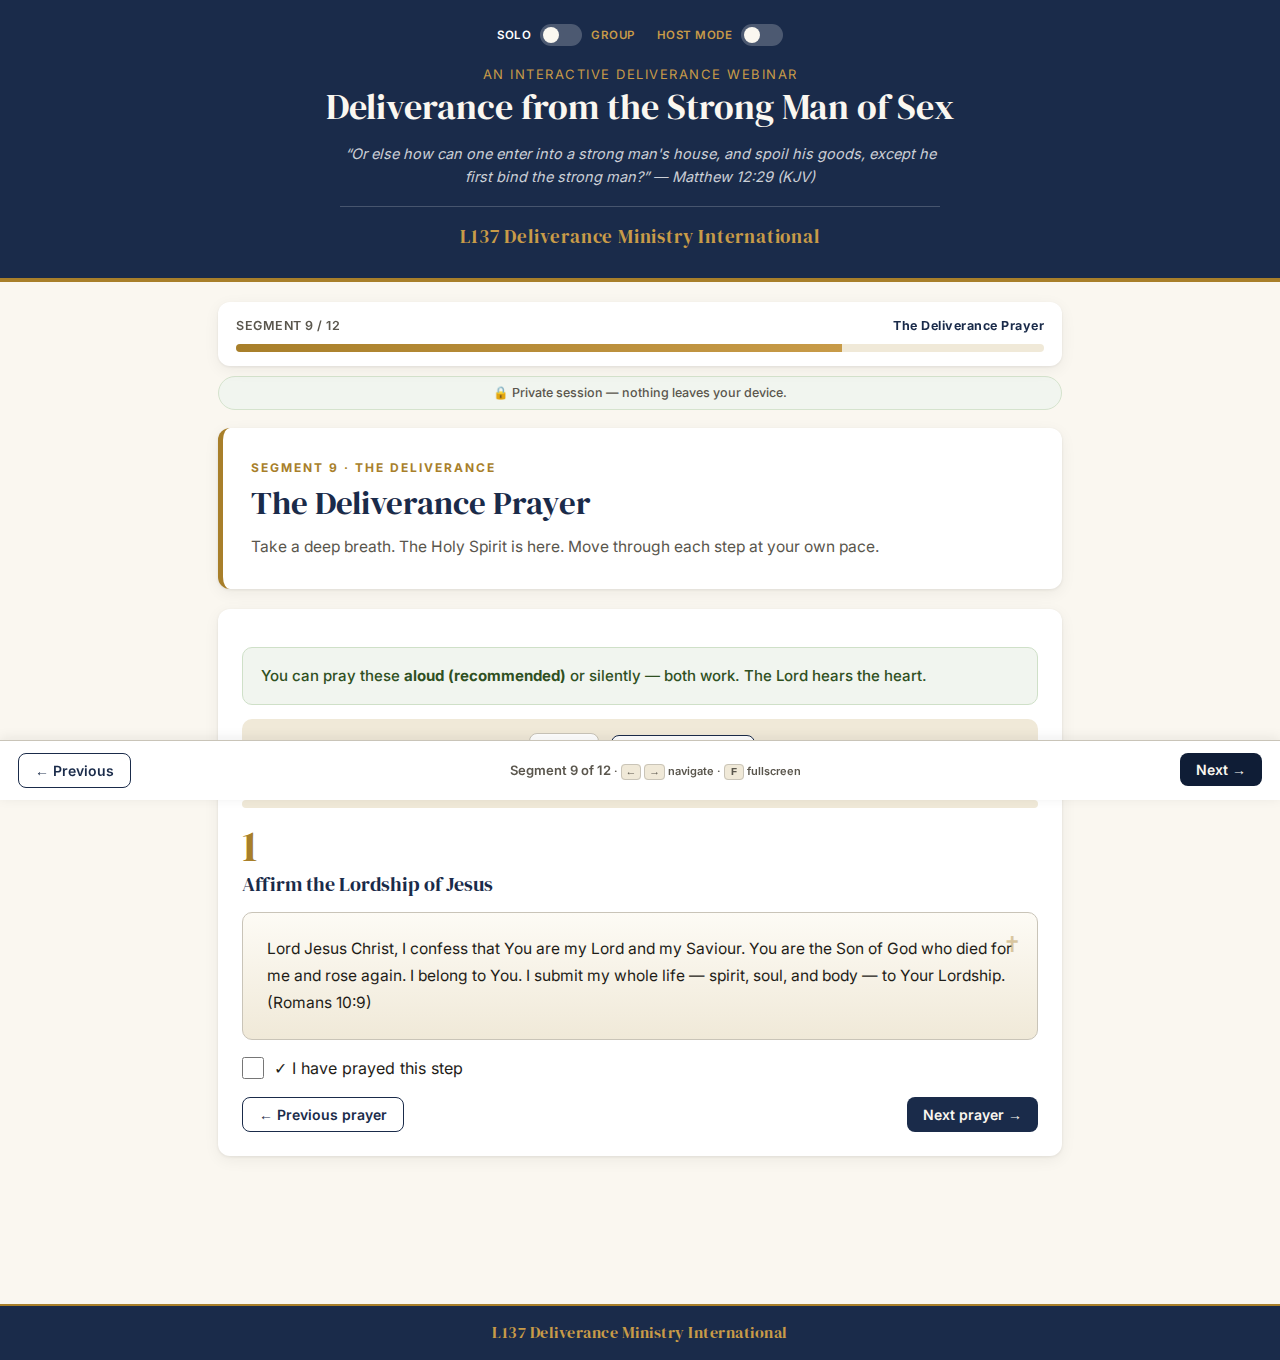 SOLO GROUP HOST MODE
AN INTERACTIVE DELIVERANCE WEBINAR
Deliverance from the Strong Man of Sex
“Or else how can one enter into a strong man's house, and spoil his goods, except he
first bind the strong man?” — Matthew 12:29 (KJV)
L137 Deliverance Ministry International
SEGMENT 9 / 12 The Deliverance Prayer
🔒 Private session — nothing leaves your device.
SEGMENT 9 · THE DELIVERANCE
The Deliverance Prayer
Take a deep breath. The Holy Spirit is here. Move through each step at your own pace.
You can pray these aloud (recommended) or silently — both work. The Lord hears the heart.
← Previous Segment 9 of 12 · ← → navigate · F fullscreen Next →
1
Affirm the Lordship of Jesus
Lord Jesus Christ, I confess that You are my Lord and my Saviour. You are the Son of God who died for
me and rose again. I belong to You. I submit my whole life — spirit, soul, and body — to Your Lordship.
(Romans 10:9)
✓ I have prayed this step
← Previous prayer Next prayer →
L137 Deliverance Ministry International